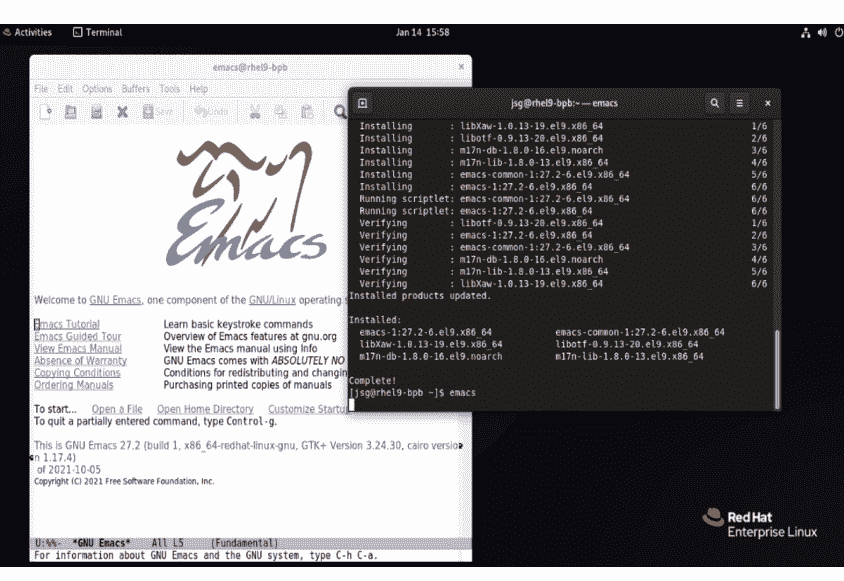 Activities Terminal Jan 14 15:58
emacs@rhel9-bpb ×
File Edit Options Buffers Tools Help
Save Undo
Emacs
Welcome to GNU Emacs, one component of the GNU/Linux operating
Emacs Tutorial Learn basic keystroke commands
Emacs Guided Tour Overview of Emacs features at gnu.org
View Emacs Manual View the Emacs manual using Info
Absence of Warranty GNU Emacs comes with ABSOLUTELY NO
Copying Conditions Conditions for redistributing and changin
Ordering Manuals Purchasing printed copies of manuals
To start... Open a File Open Home Directory Customize Startu
To quit a partially entered command, type Control-g.
This is GNU Emacs 27.2 (build 1, x86_64-redhat-linux-gnu, GTK+ Version 3.24.30, cairo versio
n 1.17.4)
of 2021-10-05
Copyright (C) 2021 Free Software Foundation, Inc.
U:%%- *GNU Emacs* All L5 (Fundamental)
For information about GNU Emacs and the GNU system, type C-h C-a.
jsg@rhel9-bpb:~ — emacs ×
Installing : libXaw-1.0.13-19.el9.x86_64 1/6
Installing : libotf-0.9.13-20.el9.x86_64 2/6
Installing : m17n-db-1.8.0-16.el9.noarch 3/6
Installing : m17n-lib-1.8.0-13.el9.x86_64 4/6
Installing : emacs-common-1:27.2-6.el9.x86_64 5/6
Installing : emacs-1:27.2-6.el9.x86_64 6/6
Running scriptlet: emacs-common-1:27.2-6.el9.x86_64 6/6
Running scriptlet: emacs-1:27.2-6.el9.x86_64 6/6
Verifying : libotf-0.9.13-20.el9.x86_64 1/6
Verifying : emacs-1:27.2-6.el9.x86_64 2/6
Verifying : emacs-common-1:27.2-6.el9.x86_64 3/6
Verifying : m17n-db-1.8.0-16.el9.noarch 4/6
Verifying : m17n-lib-1.8.0-13.el9.x86_64 5/6
Verifying : libXaw-1.0.13-19.el9.x86_64 6/6
Installed products updated.
Installed:
emacs-1:27.2-6.el9.x86_64 emacs-common-1:27.2-6.el9.x86_64
libXaw-1.0.13-19.el9.x86_64 libotf-0.9.13-20.el9.x86_64
m17n-db-1.8.0-16.el9.noarch m17n-lib-1.8.0-13.el9.x86_64
Complete!
[jsg@rhel9-bpb ~]$ emacs
Red Hat
Enterprise Linux